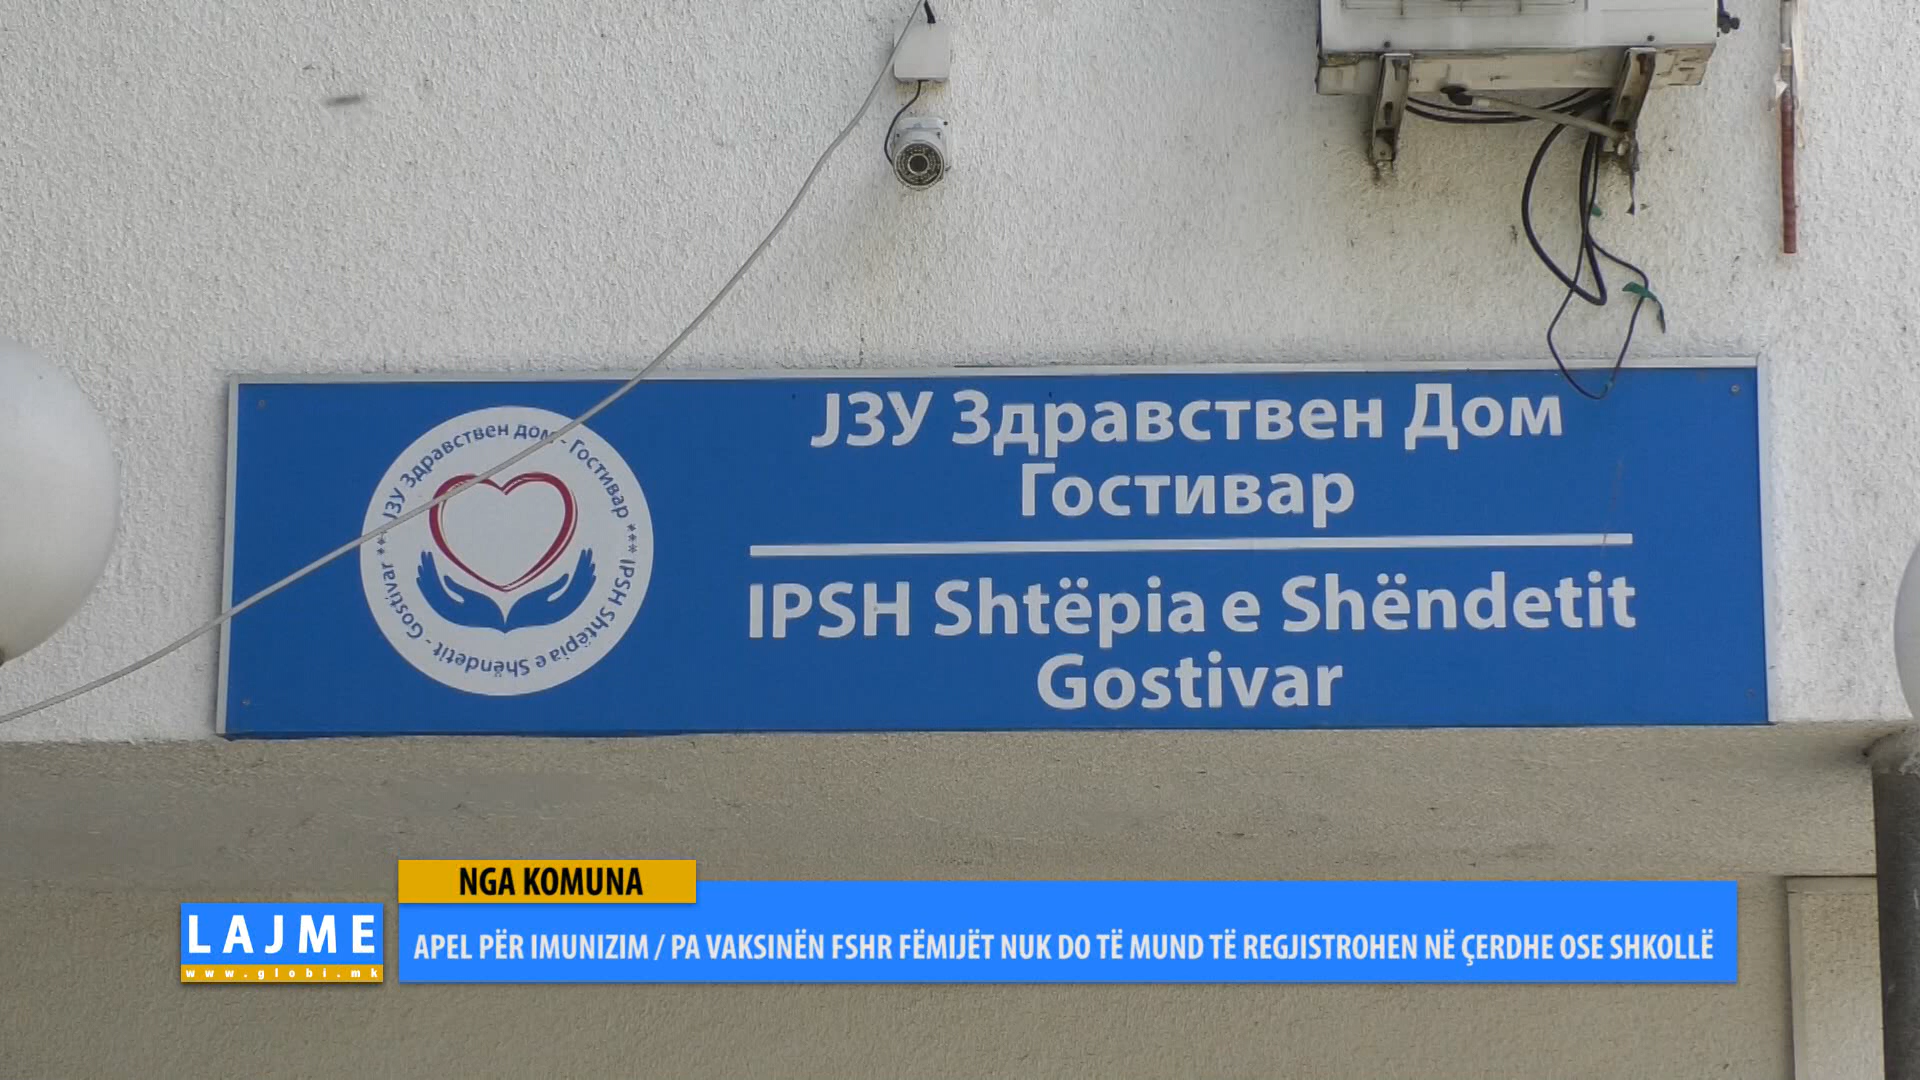 ЈЗУ Здравствен Дом
Гостивар
IPSH Shtëpia e Shëndetit
Gostivar
ЈЗУ Здравствен дом - Гостивар *** IPSH Shtëpia e Shëndetit - Gostivar **
NGA KOMUNA
LAJME
www.globi.mk
APEL PËR IMUNIZIM / PA VAKSINËN FSHR FËMIJËT NUK DO TË MUND TË REGJISTROHEN NË ÇERDHE OSE SHKOLLË